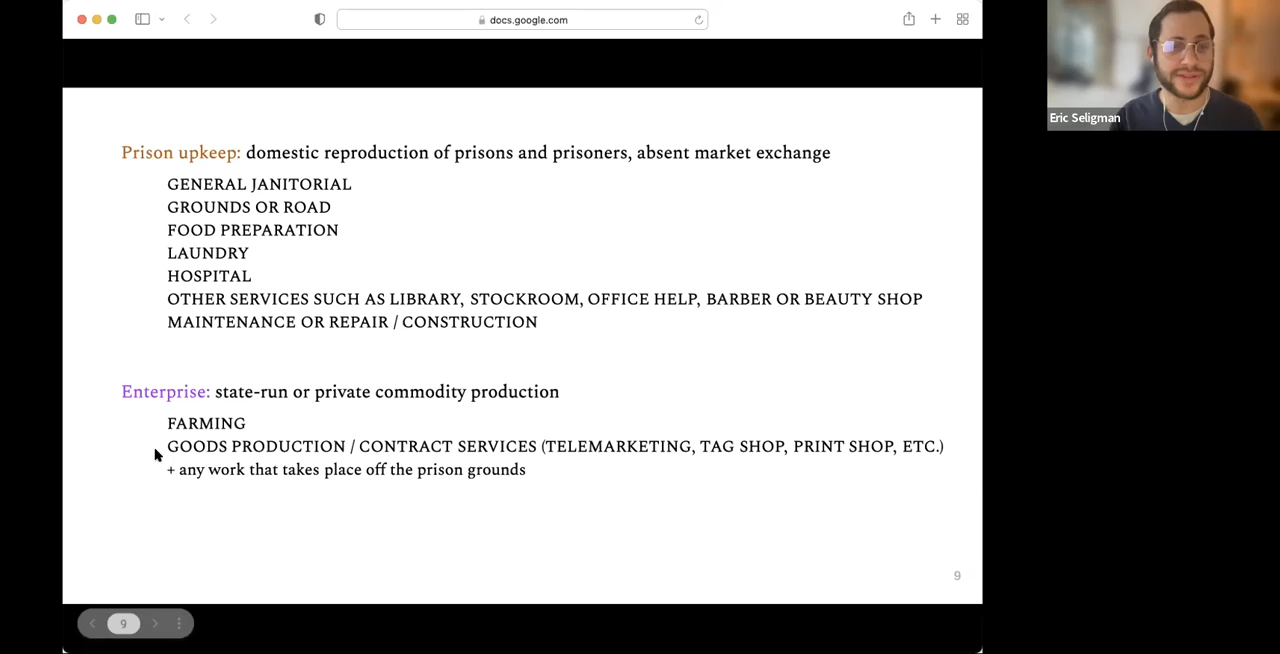 docs.google.com
Eric Seligman
Prison upkeep: domestic reproduction of prisons and prisoners, absent market exchange
GENERAL JANITORIAL
GROUNDS OR ROAD
FOOD PREPARATION
LAUNDRY
HOSPITAL
OTHER SERVICES SUCH AS LIBRARY, STOCKROOM, OFFICE HELP, BARBER OR BEAUTY SHOP
MAINTENANCE OR REPAIR / CONSTRUCTION
Enterprise: state-run or private commodity production
FARMING
GOODS PRODUCTION / CONTRACT SERVICES (TELEMARKETING, TAG SHOP, PRINT SHOP, ETC.)
+ any work that takes place off the prison grounds
9
9